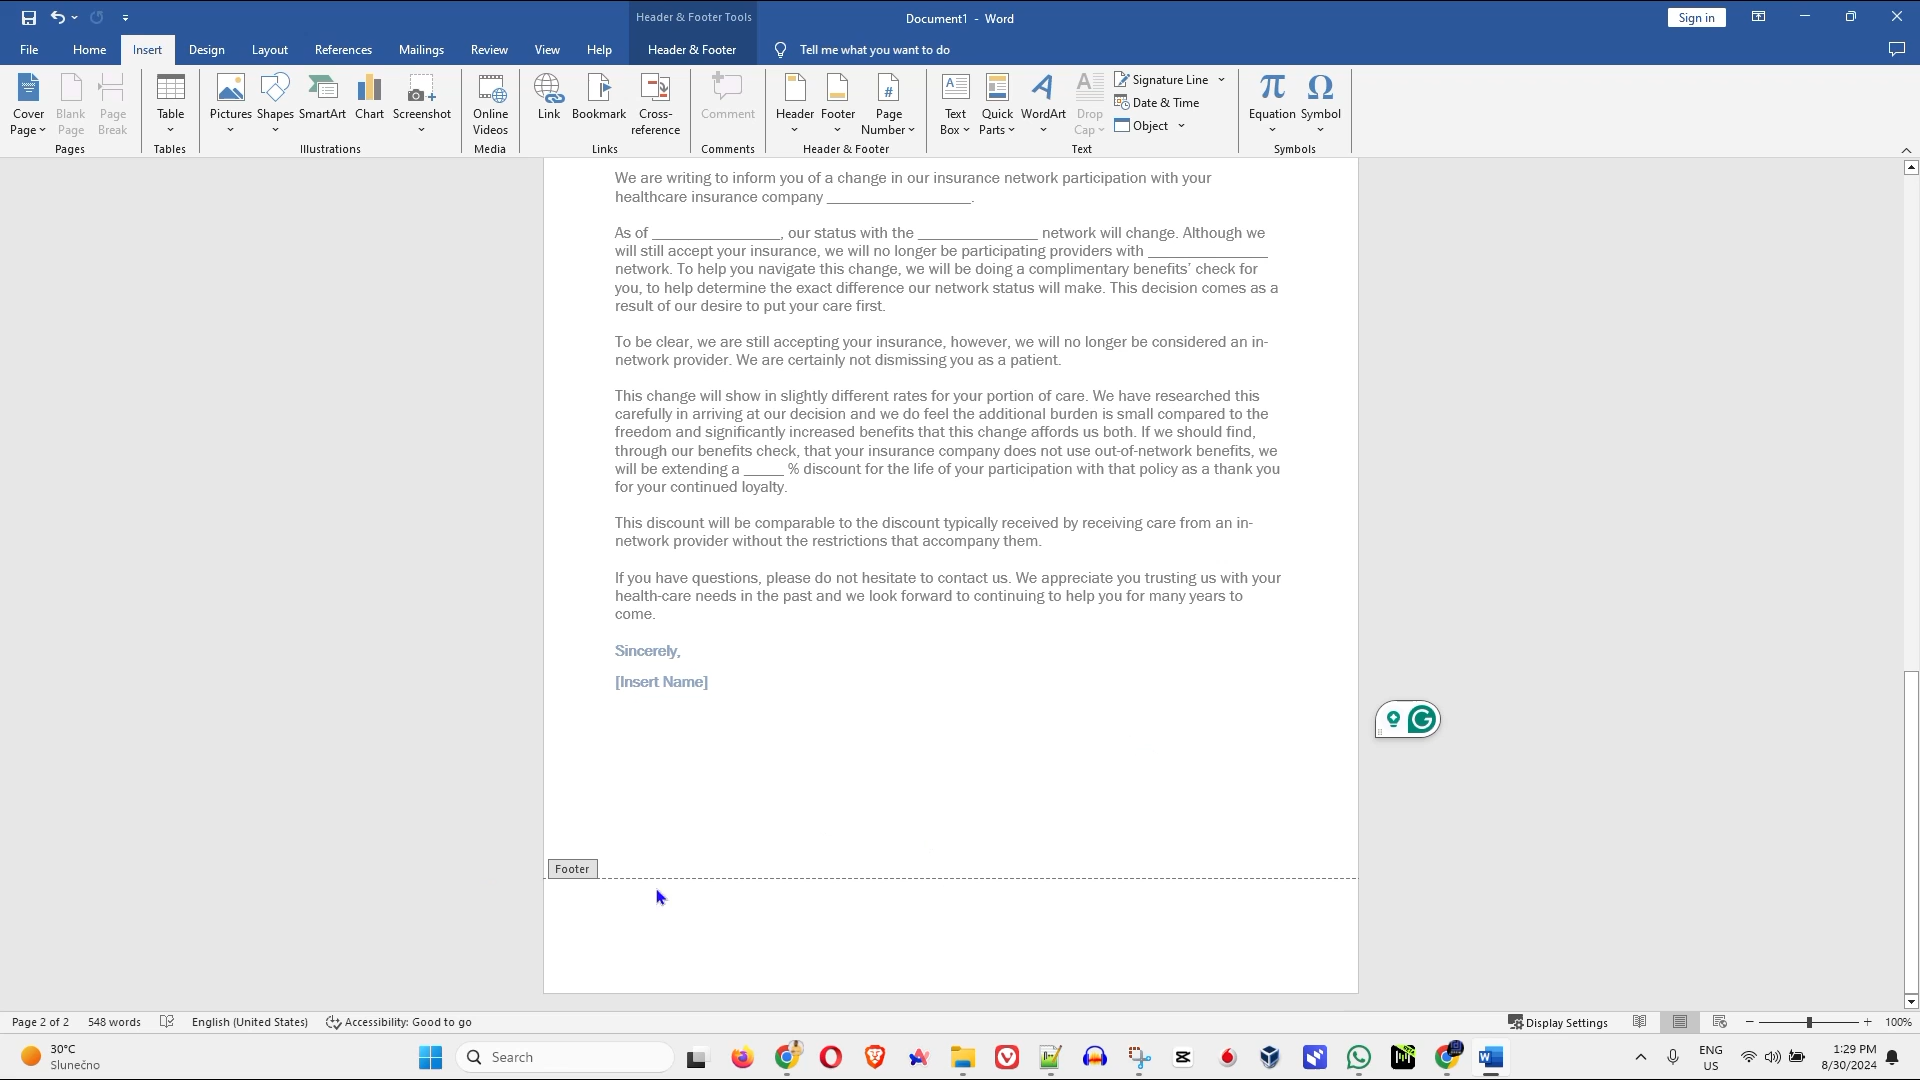 Header & Footer Tools
Document1 - Word
Sign in
File
Home
Insert
Design
Layout
References
Mailings
Review
View
Help
Header & Footer
Tell me what you want to do
Cover Page
Blank Page
Page Break
Pages
Table
Tables
Pictures
Shapes
SmartArt
Chart
Screenshot
Illustrations
Online Videos
Media
Link
Bookmark
Cross-reference
Links
Comment
Comments
Header
Footer
Page Number
Header & Footer
Text Box
Quick Parts
WordArt
Drop Cap
Signature Line
Date & Time
Object
Text
Equation
Symbol
Symbols
We are writing to inform you of a change in our insurance network participation with your
healthcare insurance company __________________.
As of ________________, our status with the _______________ network will change. Although we
will still accept your insurance, we will no longer be participating providers with _______________
network. To help you navigate this change, we will be doing a complimentary benefits’ check for
you, to help determine the exact difference our network status will make. This decision comes as a
result of our desire to put your care first.
To be clear, we are still accepting your insurance, however, we will no longer be considered an in-
network provider. We are certainly not dismissing you as a patient.
This change will show in slightly different rates for your portion of care. We have researched this
carefully in arriving at our decision and we do feel the additional burden is small compared to the
freedom and significantly increased benefits that this change affords us both. If we should find,
through our benefits check, that your insurance company does not use out-of-network benefits, we
will be extending a _____ % discount for the life of your participation with that policy as a thank you
for your continued loyalty.
This discount will be comparable to the discount typically received by receiving care from an in-
network provider without the restrictions that accompany them.
If you have questions, please do not hesitate to contact us. We appreciate you trusting us with your
health-care needs in the past and we look forward to continuing to help you for many years to
come.
Sincerely,
[Insert Name]
Footer
Page 2 of 2
548 words
English (United States)
Accessibility: Good to go
Display Settings
100%
30°C
Slunečno
Search
ENG
US
1:29 PM
8/30/2024